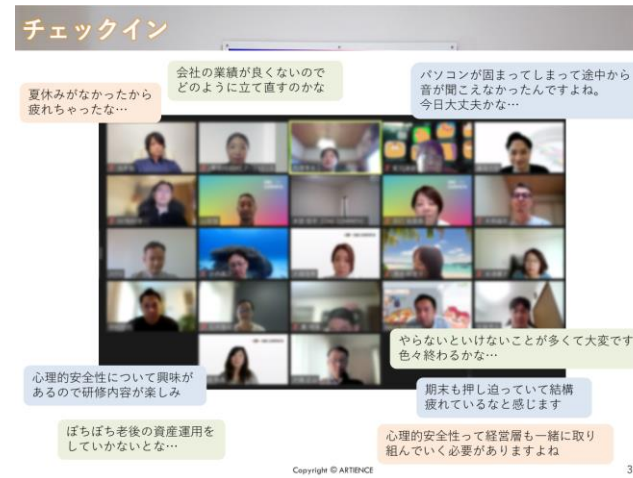 チェックイン
夏休みがなかったから
疲れちゃったな…
会社の業績が良くないので
どのように立て直すのかな
パソコンが固まってしまって途中から
音が聞こえなかったんですよね。
今日大丈夫かな…
やらないといけないことが多くて大変です
色々終わるかな…
心理的安全性について興味が
あるので研修内容が楽しみ
期末も押し迫っていて結構
疲れているなと感じます
ぼちぼち老後の資産運用を
していかないとな…
心理的安全性って経営層も一緒に取り
組んでいく必要がありますよね
Copyright © ARTIENCE
3